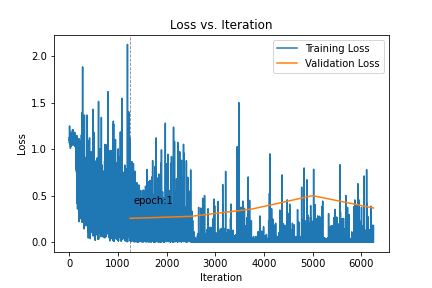 Loss vs. Iteration
Training Loss
Validation Loss
2.0
1.5
1.0
0.5
0.0
Loss
epoch:1
0
1000
2000
3000
4000
5000
6000
Iteration